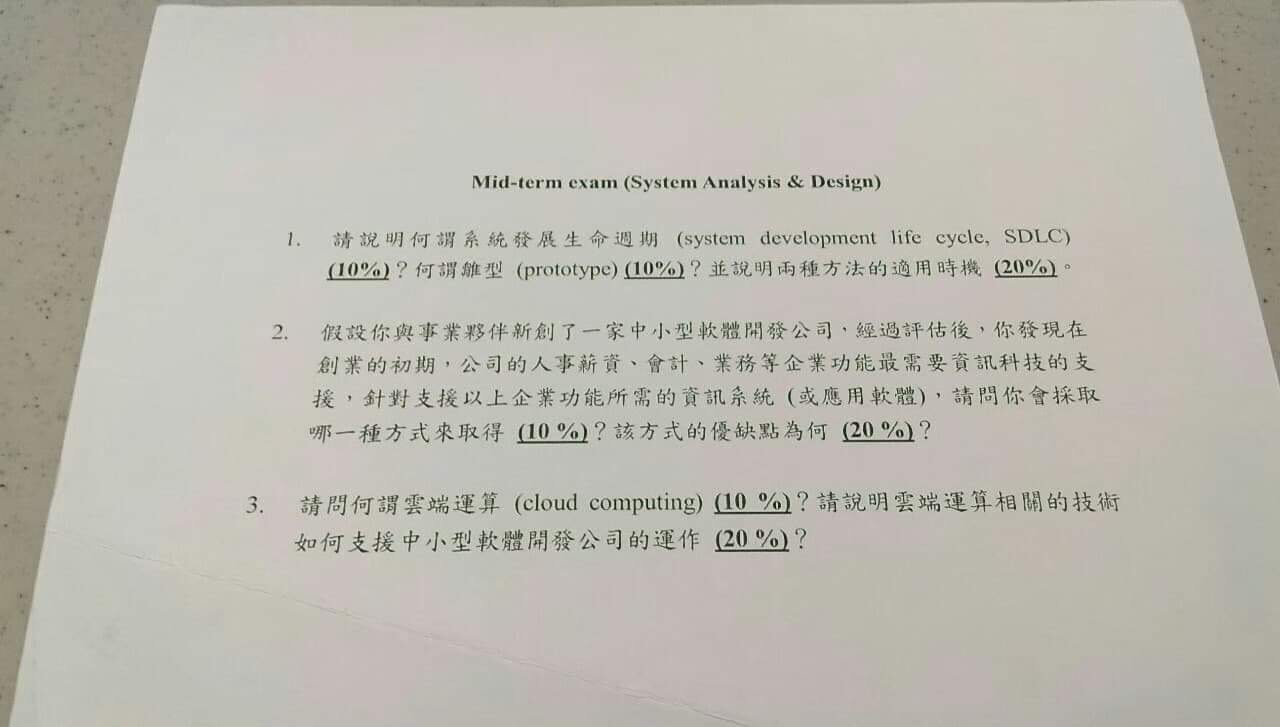 Mid-term exam (System Analysis & Design)
1. 請說明何謂系統發展生命週期 (system development life cycle, SDLC)
(10%)？何謂雛型 (prototype) (10%)？並說明兩種方法的適用時機 (20%)。
2. 假設你與事業夥伴新創了一家中小型軟體開發公司，經過評估後，你發現在
創業的初期，公司的人事薪資、會計、業務等企業功能最需要資訊科技的支
援，針對支援以上企業功能所需的資訊系統 (或應用軟體)，請問你會採取
哪一種方式來取得 (10 %)？該方式的優缺點為何 (20 %)？
3. 請問何謂雲端運算 (cloud computing) (10 %)？請說明雲端運算相關的技術
如何支援中小型軟體開發公司的運作 (20 %)？